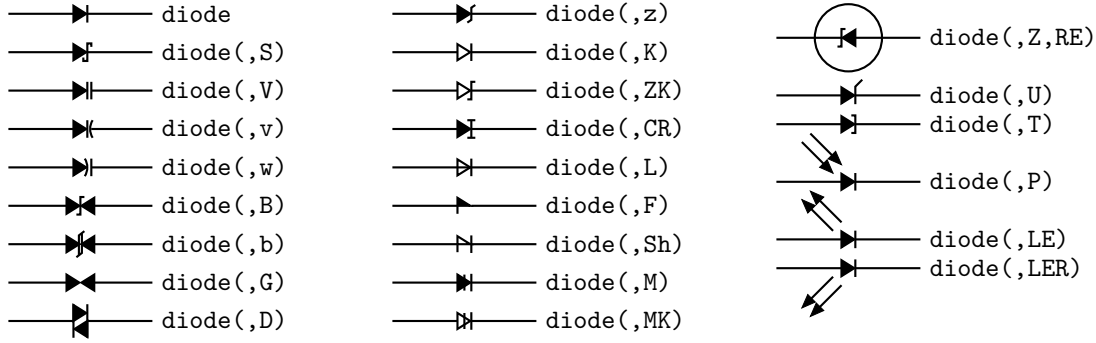 diode
diode(,S)
diode(,V)
diode(,v)
diode(,w)
diode(,B)
diode(,b)
diode(,G)
diode(,D)
diode(,z)
diode(,K)
diode(,ZK)
diode(,CR)
diode(,L)
diode(,F)
diode(,Sh)
diode(,M)
diode(,MK)
diode(,Z,RE)
diode(,U)
diode(,T)
diode(,P)
diode(,LE)
diode(,LER)